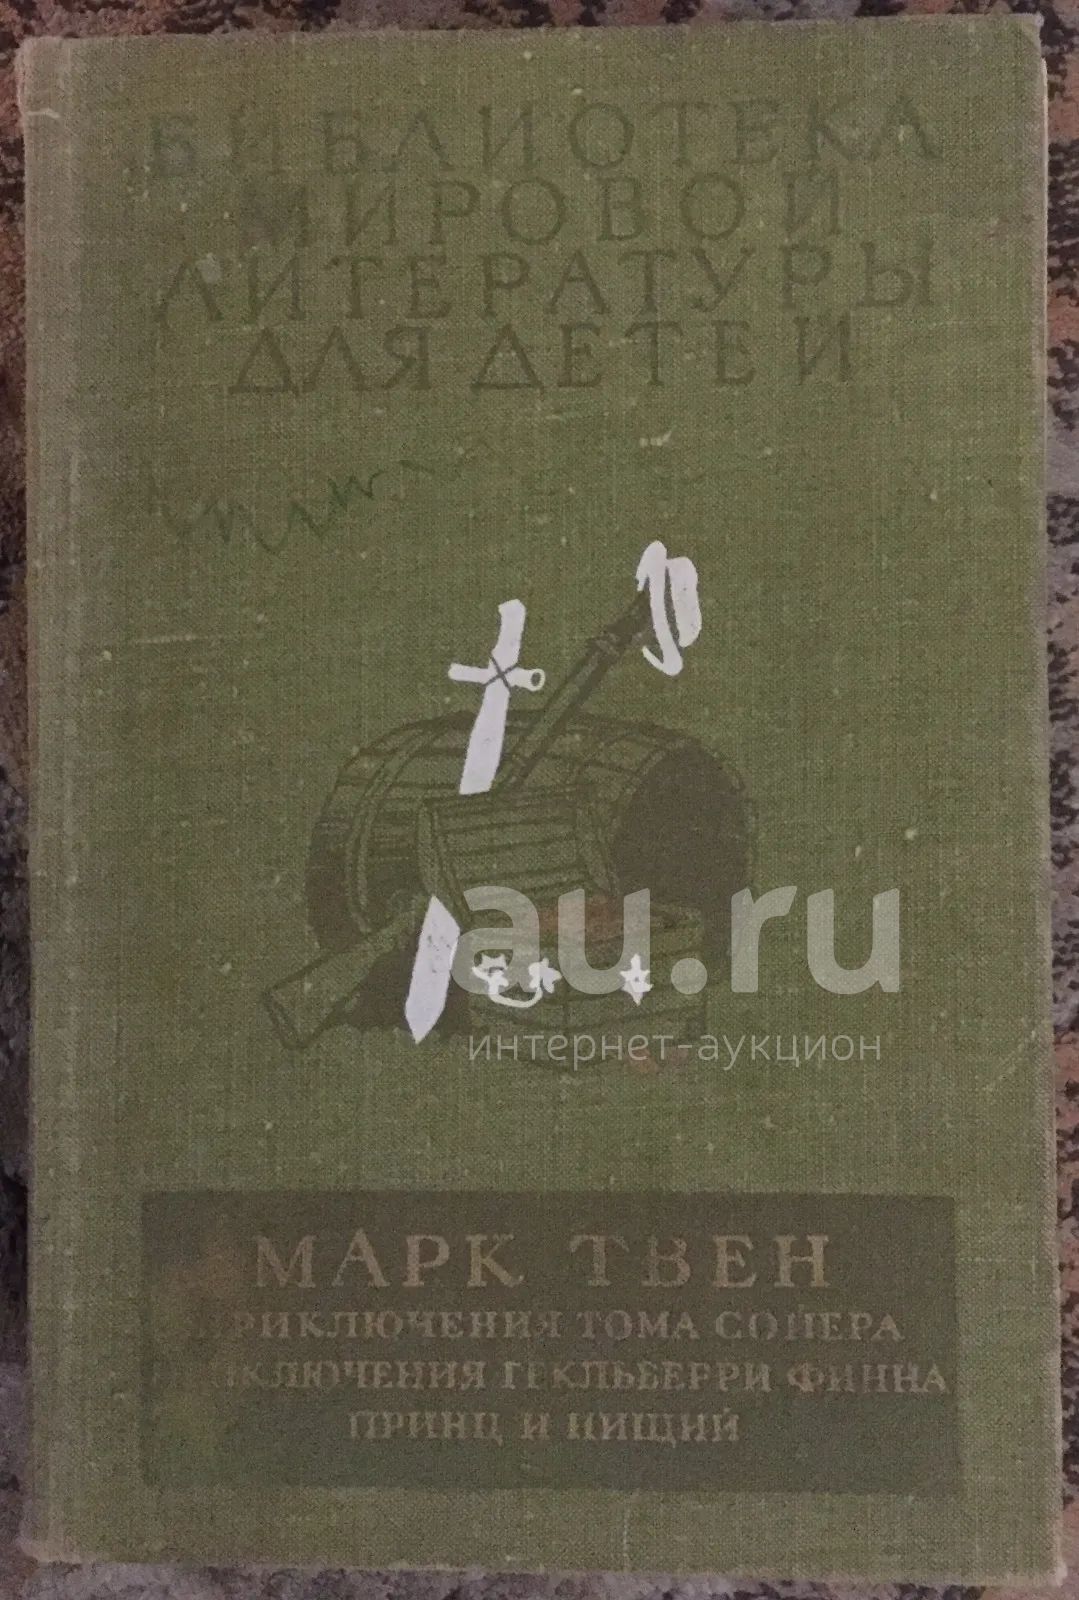 БИБЛИОТЕКА
МИРОВОЙ
ЛИТЕРАТУРЫ
ДЛЯ ДЕТЕЙ
au.ru
интернет-аукцион
МАРК ТВЕН
ПРИКЛЮЧЕНИЯ ТОМА СОЙЕРА
ПРИКЛЮЧЕНИЯ ГЕКЛЬБЕРРИ ФИННА
ПРИНЦ И НИЩИЙ